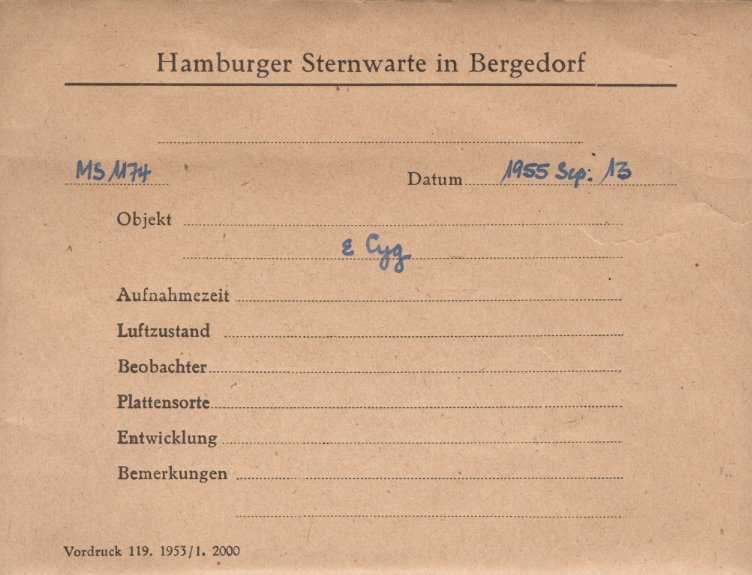 Hamburger Sternwarte in Bergedorf
MS 1174 Datum 1955 Sep. 13
Objekt
ε Cyg
Aufnahmezeit
Luftzustand
Beobachter
Plattensorte
Entwicklung
Bemerkungen
Vordruck 119. 1953/1. 2000